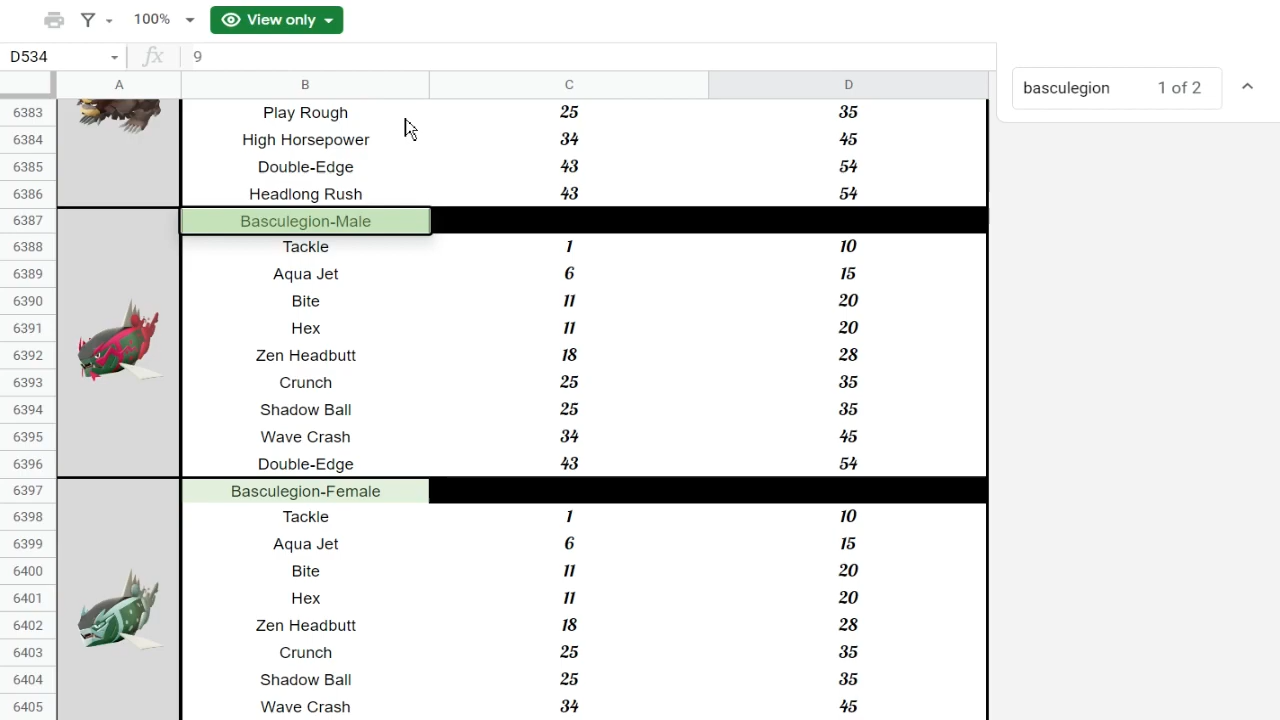 100% View only
D534 fx 9
basculegion 1 of 2
A B C D
6383 Play Rough 25 35
6384 High Horsepower 34 45
6385 Double-Edge 43 54
6386 Headlong Rush 43 54
6387 Basculegion-Male
6388 Tackle 1 10
6389 Aqua Jet 6 15
6390 Bite 11 20
6391 Hex 11 20
6392 Zen Headbutt 18 28
6393 Crunch 25 35
6394 Shadow Ball 25 35
6395 Wave Crash 34 45
6396 Double-Edge 43 54
6397 Basculegion-Female
6398 Tackle 1 10
6399 Aqua Jet 6 15
6400 Bite 11 20
6401 Hex 11 20
6402 Zen Headbutt 18 28
6403 Crunch 25 35
6404 Shadow Ball 25 35
6405 Wave Crash 34 45